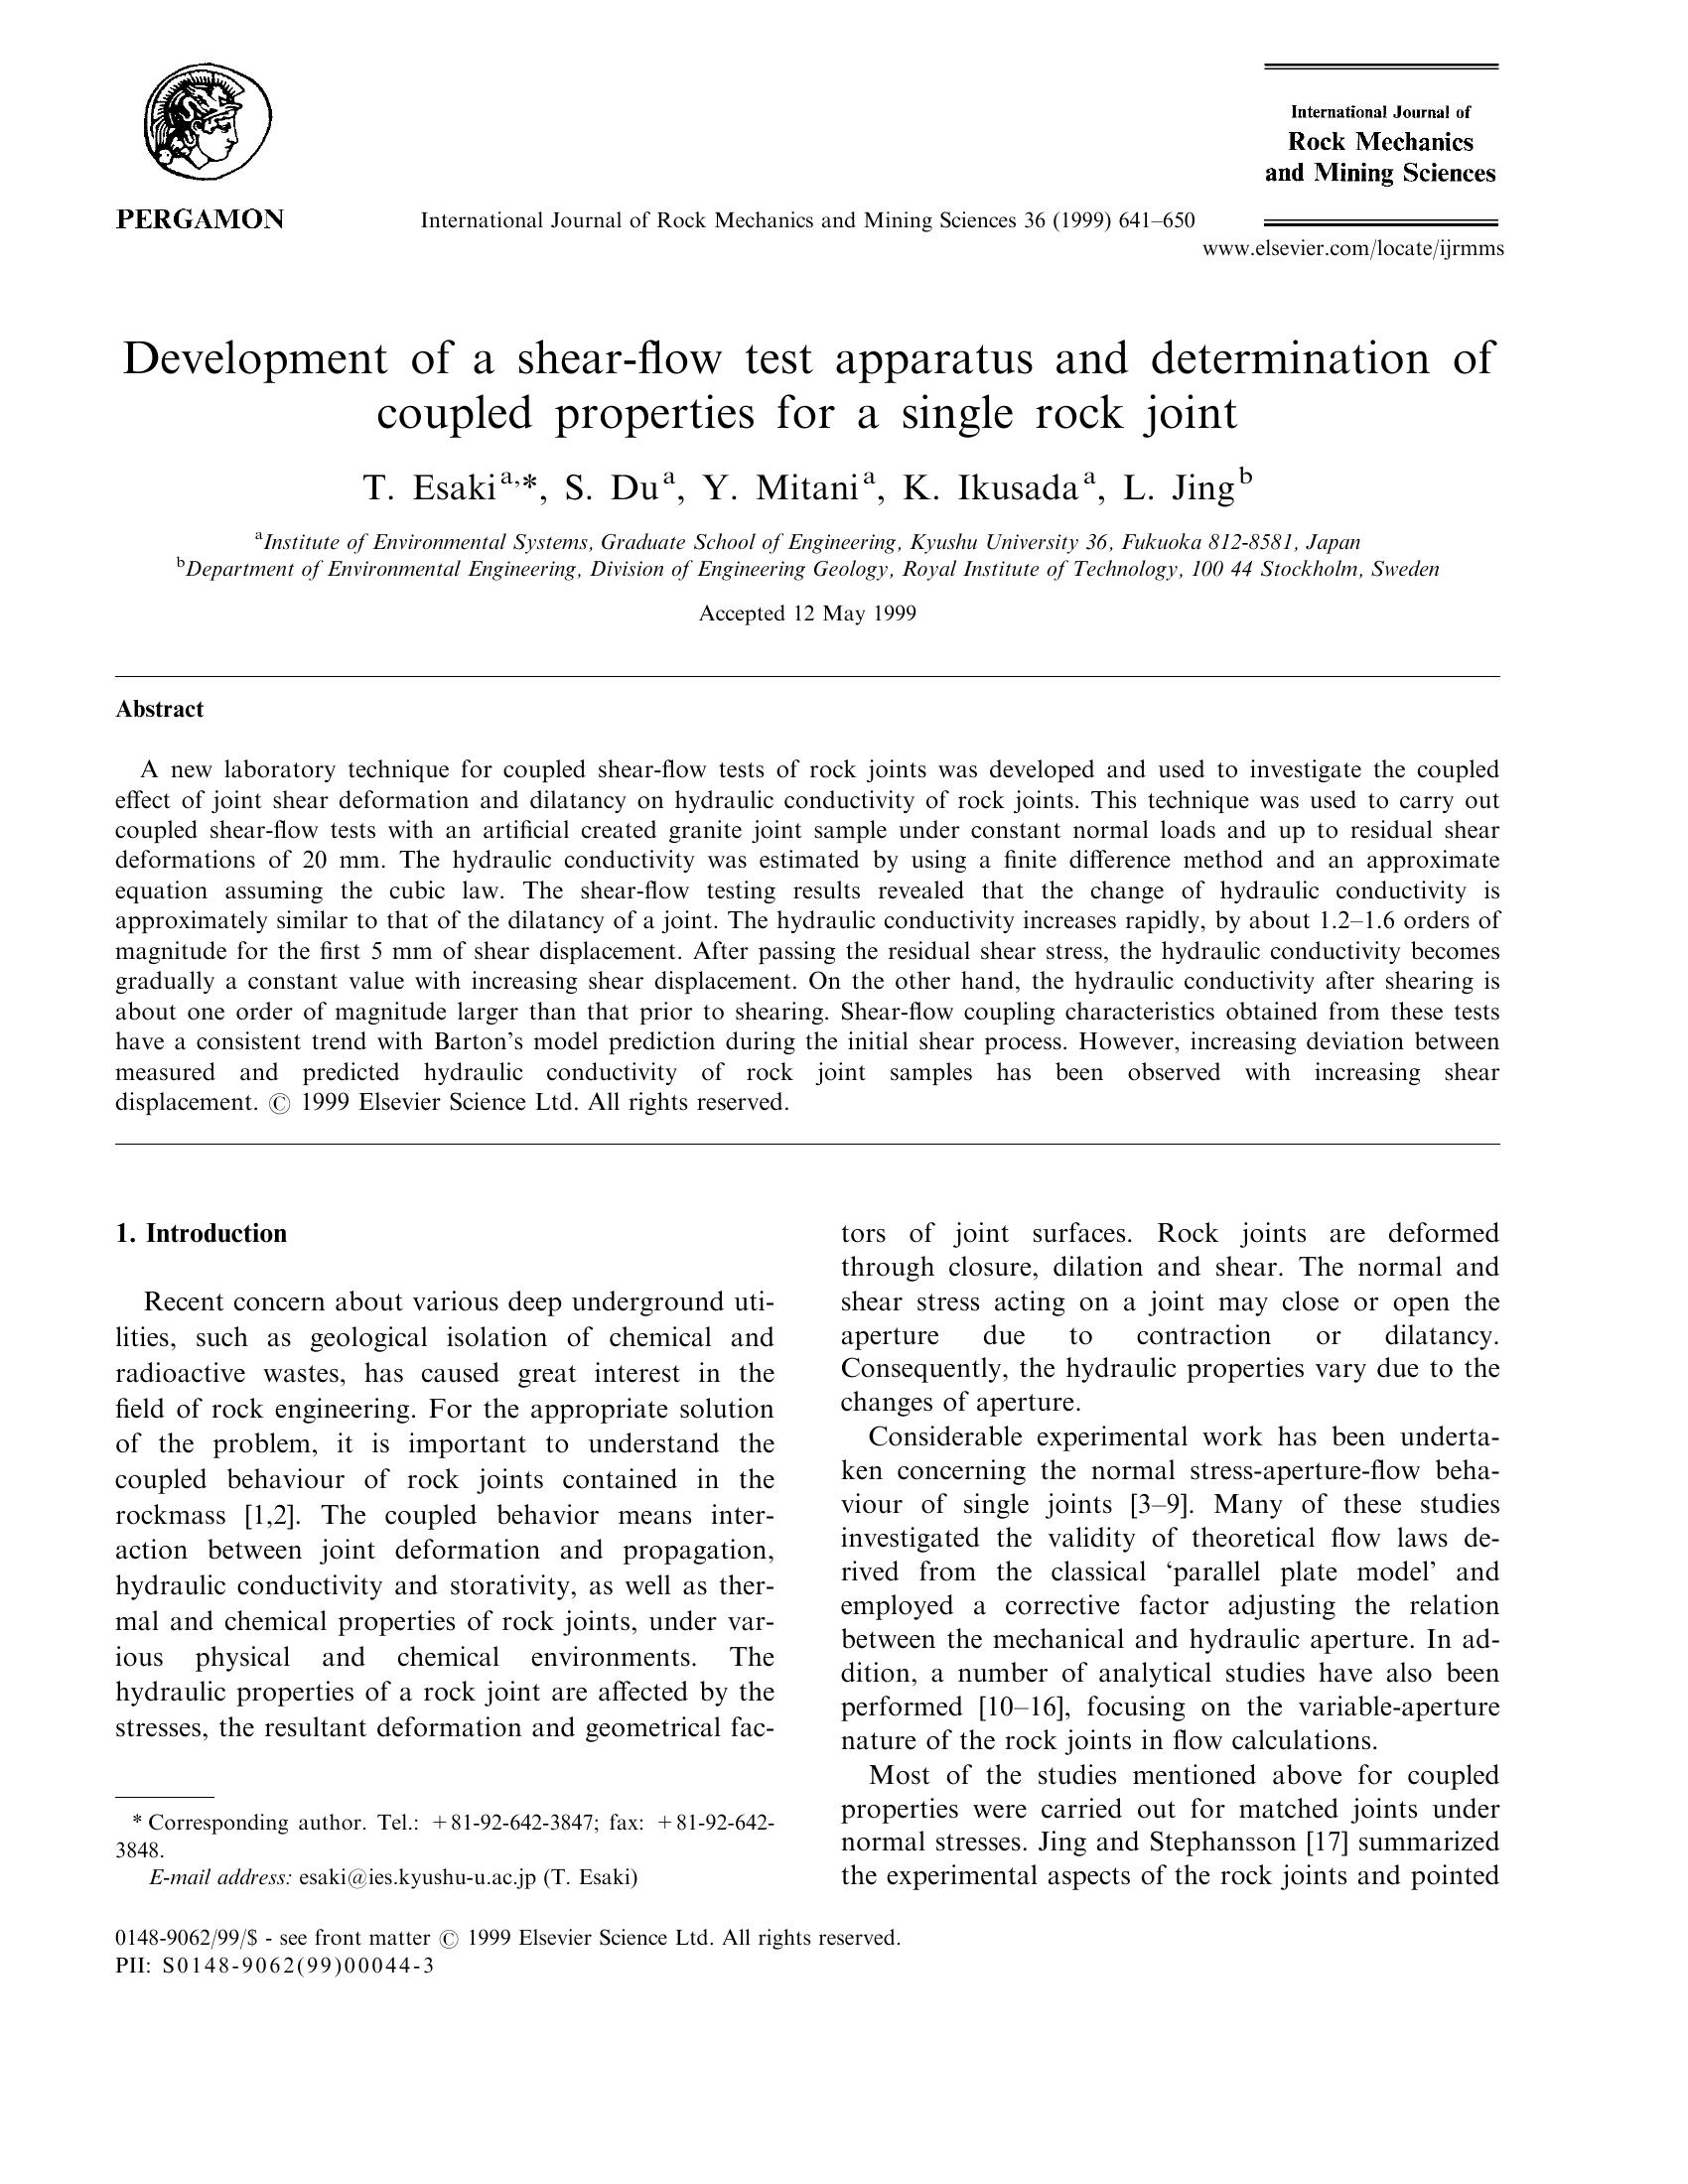 International Journal of
Rock Mechanics
and Mining Sciences
PERGAMON
International Journal of Rock Mechanics and Mining Sciences 36 (1999) 641–650
www.elsevier.com/locate/ijrmms
Development of a shear-flow test apparatus and determination of
coupled properties for a single rock joint
T. Esaki a,*, S. Du a, Y. Mitani a, K. Ikusada a, L. Jing b
a Institute of Environmental Systems, Graduate School of Engineering, Kyushu University 36, Fukuoka 812-8581, Japan
b Department of Environmental Engineering, Division of Engineering Geology, Royal Institute of Technology, 100 44 Stockholm, Sweden
Accepted 12 May 1999
Abstract
A new laboratory technique for coupled shear-flow tests of rock joints was developed and used to investigate the coupled
effect of joint shear deformation and dilatancy on hydraulic conductivity of rock joints. This technique was used to carry out
coupled shear-flow tests with an artificial created granite joint sample under constant normal loads and up to residual shear
deformations of 20 mm. The hydraulic conductivity was estimated by using a finite difference method and an approximate
equation assuming the cubic law. The shear-flow testing results revealed that the change of hydraulic conductivity is
approximately similar to that of the dilatancy of a joint. The hydraulic conductivity increases rapidly, by about 1.2–1.6 orders of
magnitude for the first 5 mm of shear displacement. After passing the residual shear stress, the hydraulic conductivity becomes
gradually a constant value with increasing shear displacement. On the other hand, the hydraulic conductivity after shearing is
about one order of magnitude larger than that prior to shearing. Shear-flow coupling characteristics obtained from these tests
have a consistent trend with Barton's model prediction during the initial shear process. However, increasing deviation between
measured and predicted hydraulic conductivity of rock joint samples has been observed with increasing shear
displacement. © 1999 Elsevier Science Ltd. All rights reserved.
1. Introduction
Recent concern about various deep underground uti-
lities, such as geological isolation of chemical and
radioactive wastes, has caused great interest in the
field of rock engineering. For the appropriate solution
of the problem, it is important to understand the
coupled behaviour of rock joints contained in the
rockmass [1,2]. The coupled behavior means inter-
action between joint deformation and propagation,
hydraulic conductivity and storativity, as well as ther-
mal and chemical properties of rock joints, under var-
ious physical and chemical environments. The
hydraulic properties of a rock joint are affected by the
stresses, the resultant deformation and geometrical fac-
* Corresponding author. Tel.: +81-92-642-3847; fax: +81-92-642-
3848.
E-mail address: esaki@ies.kyushu-u.ac.jp (T. Esaki)
tors of joint surfaces. Rock joints are deformed
through closure, dilation and shear. The normal and
shear stress acting on a joint may close or open the
aperture due to contraction or dilatancy.
Consequently, the hydraulic properties vary due to the
changes of aperture.
Considerable experimental work has been underta-
ken concerning the normal stress-aperture-flow beha-
viour of single joints [3–9]. Many of these studies
investigated the validity of theoretical flow laws de-
rived from the classical ‘parallel plate model’ and
employed a corrective factor adjusting the relation
between the mechanical and hydraulic aperture. In ad-
dition, a number of analytical studies have also been
performed [10–16], focusing on the variable-aperture
nature of the rock joints in flow calculations.
Most of the studies mentioned above for coupled
properties were carried out for matched joints under
normal stresses. Jing and Stephansson [17] summarized
the experimental aspects of the rock joints and pointed
0148-9062/99/$ - see front matter © 1999 Elsevier Science Ltd. All rights reserved.
PII: S0148-9062(99)00044-3